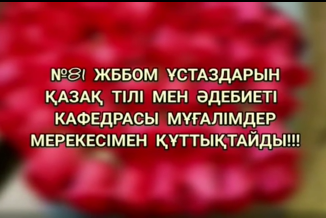 №81 ЖББОМ ҰСТАЗДАРЫН
ҚАЗАҚ ТІЛІ МЕН ӘДЕБИЕТІ
КАФЕДРАСЫ МҰҒАЛІМДЕР
МЕРЕКЕСІМЕН ҚҰТТЫҚТАЙДЫ!!!